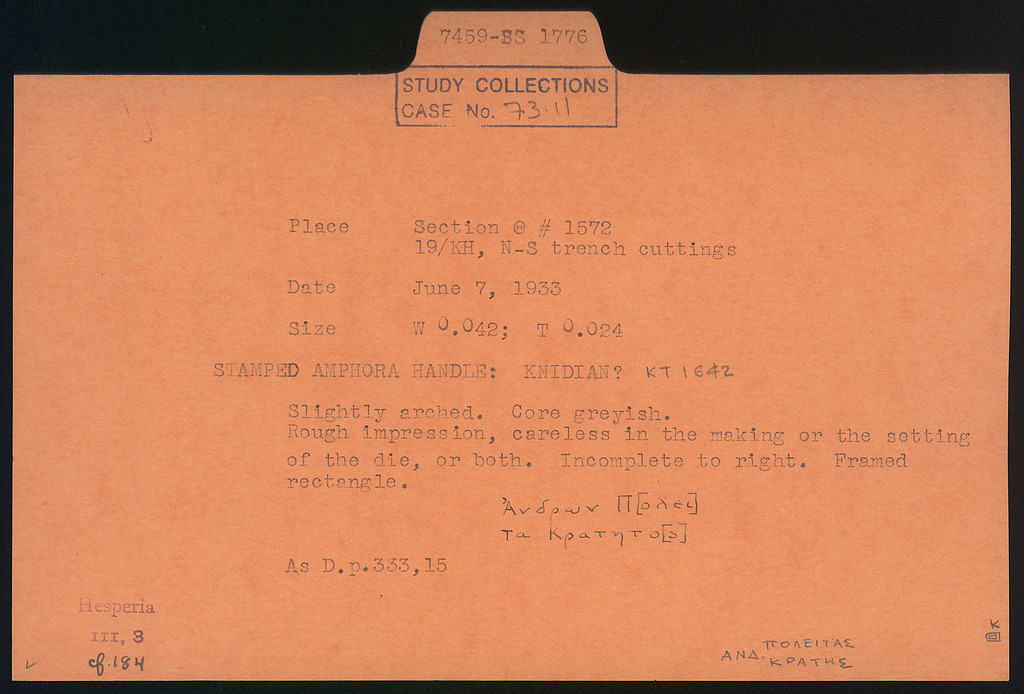 7459-SS 1776
STUDY COLLECTIONS
CASE No. 73·11
Place Section Θ # 1572
19/KH, N-S trench cuttings
Date June 7, 1933
Size W 0.042; T 0.024
STAMPED AMPHORA HANDLE: KNIDIAN? KT 1642
Slightly arched. Core greyish.
Rough impression, careless in the making or the setting
of the die, or both. Incomplete to right. Framed
rectangle.
Ἄνδρων Π[ολει]
τα Κρατητο[ς]
As D.p.333,15
Hesperia
III, 3
cf. 184
ΑΝΔ. ΠΟΛΕΙΤΑΣ
ΚΡΑΤΗΣ
K